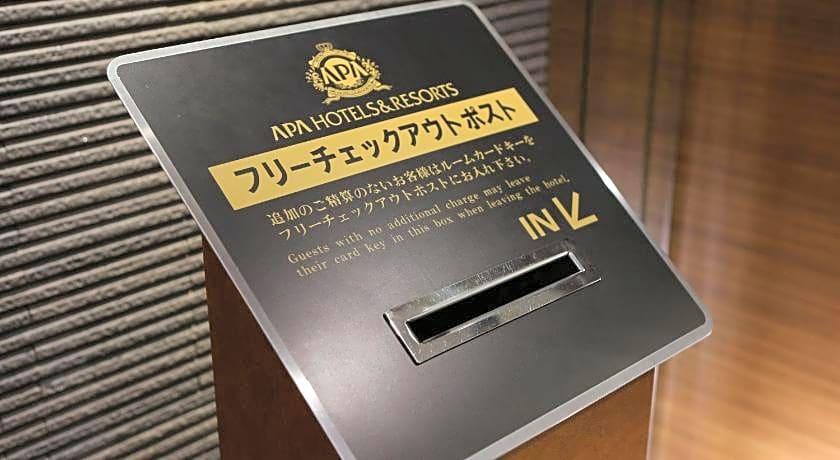 APA
APA HOTELS&RESORTS
フリーチェックアウトポスト
追加のご精算のないお客様はルームカードキーを
フリーチェックアウトポストにお入れ下さい。
Guests with no additional charge may leave
their card key in this box when leaving the hotel.
IN